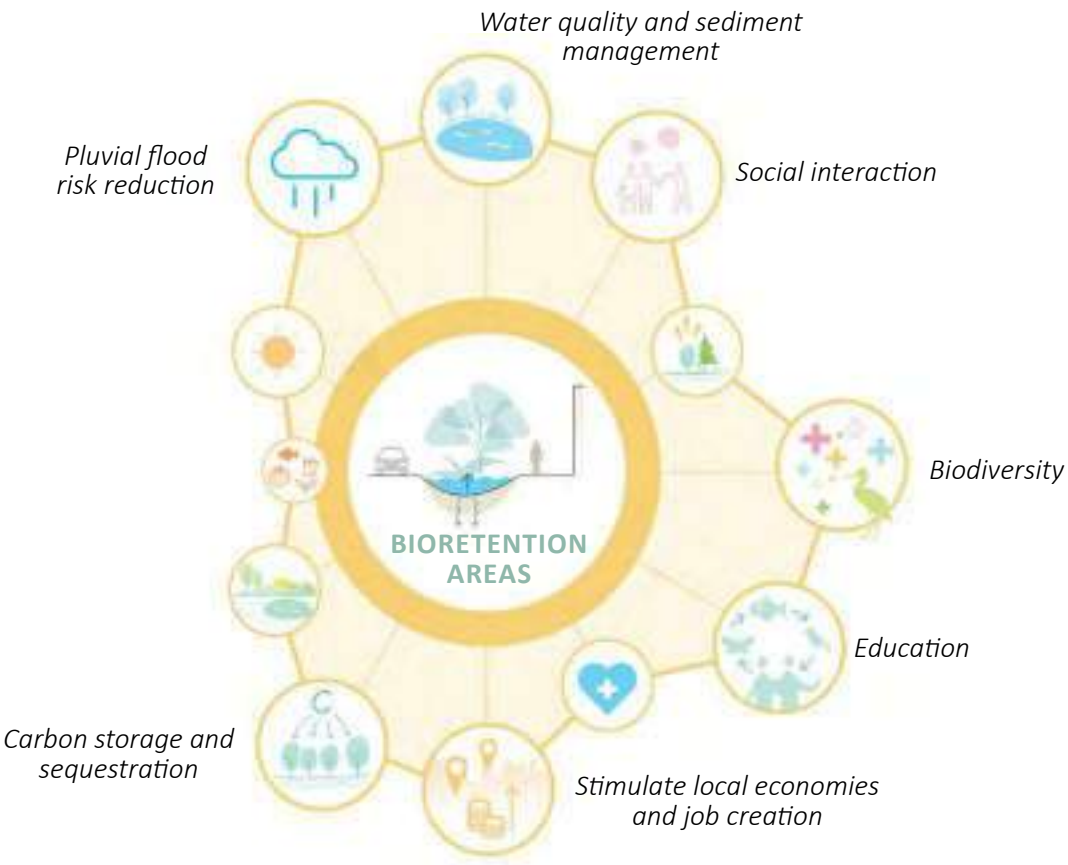 Water quality and sediment
management
Pluvial flood
risk reduction
Social interaction
Biodiversity
BIORETENTION
AREAS
Education
C
Carbon storage and
sequestration
Stimulate local economies
and job creation